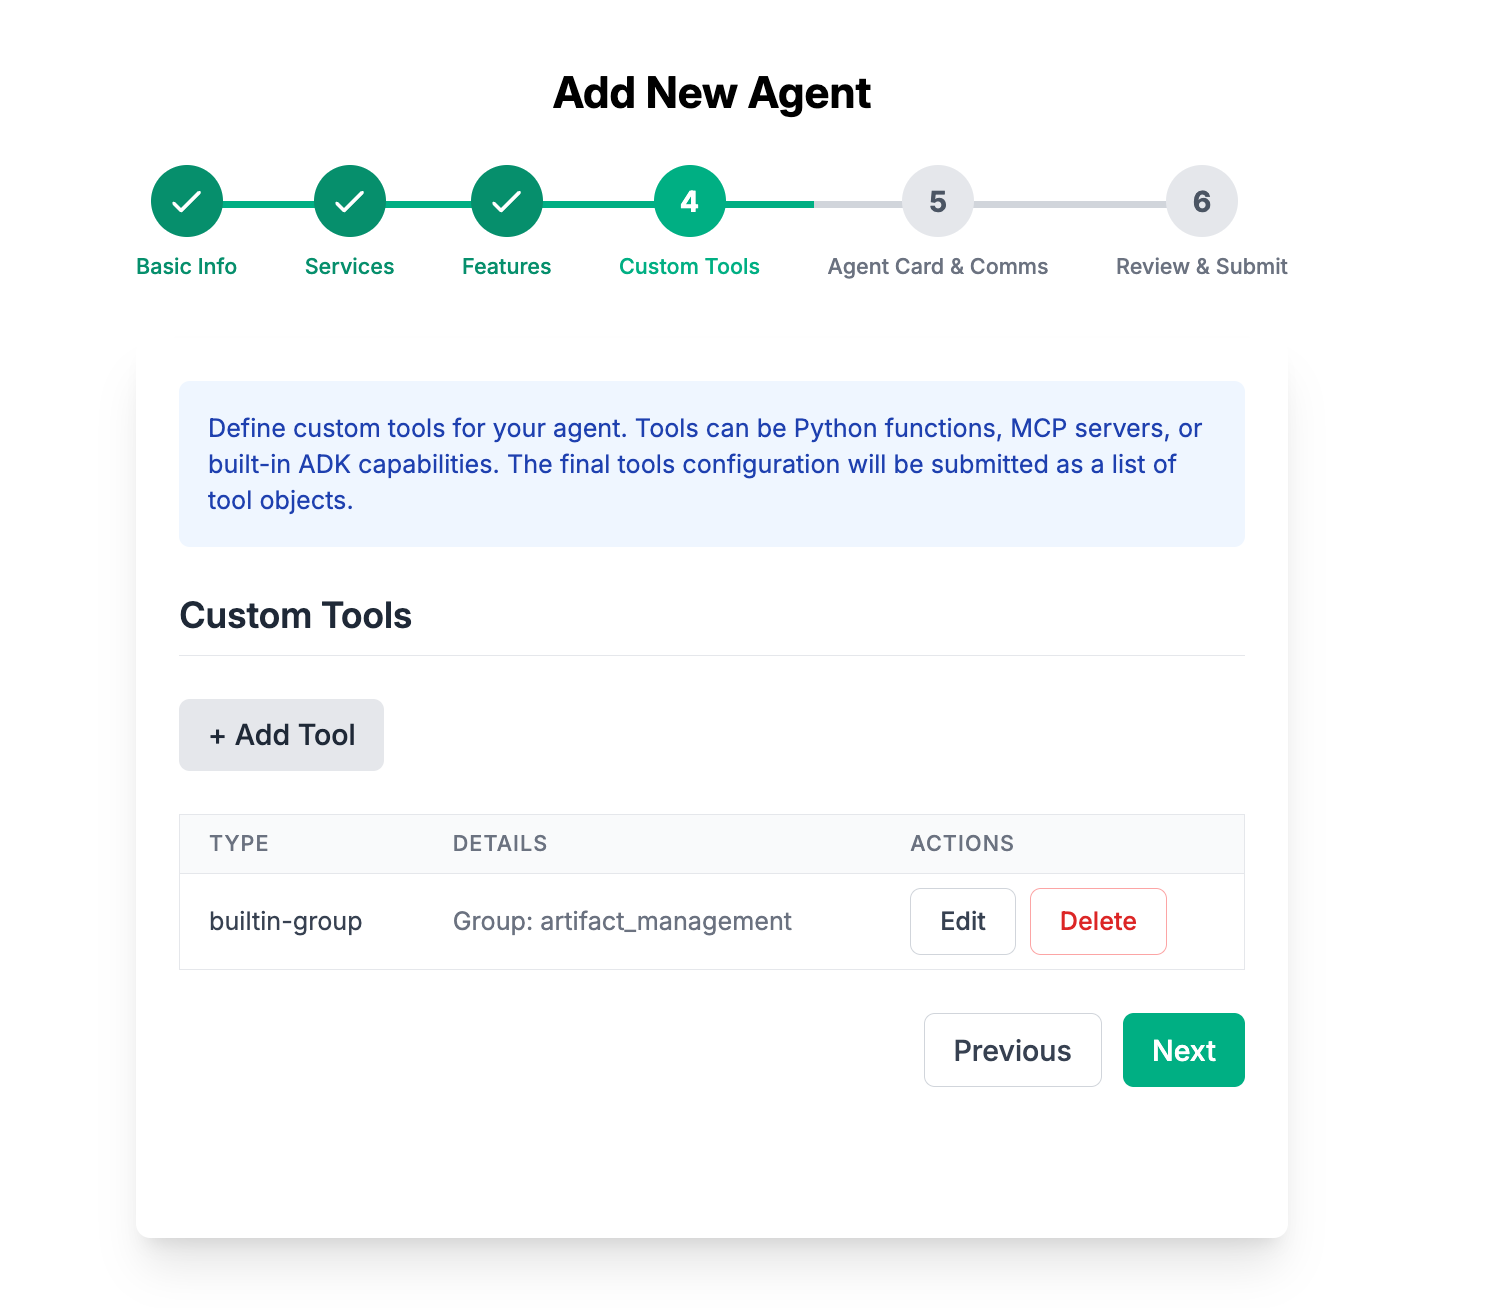 Add New Agent
4
5
6
Basic Info
Services
Features
Custom Tools
Agent Card & Comms
Review & Submit
Define custom tools for your agent. Tools can be Python functions, MCP servers, or
built-in ADK capabilities. The final tools configuration will be submitted as a list of
tool objects.
Custom Tools
+ Add Tool
TYPE DETAILS ACTIONS
builtin-group Group: artifact_management Edit Delete
Previous Next